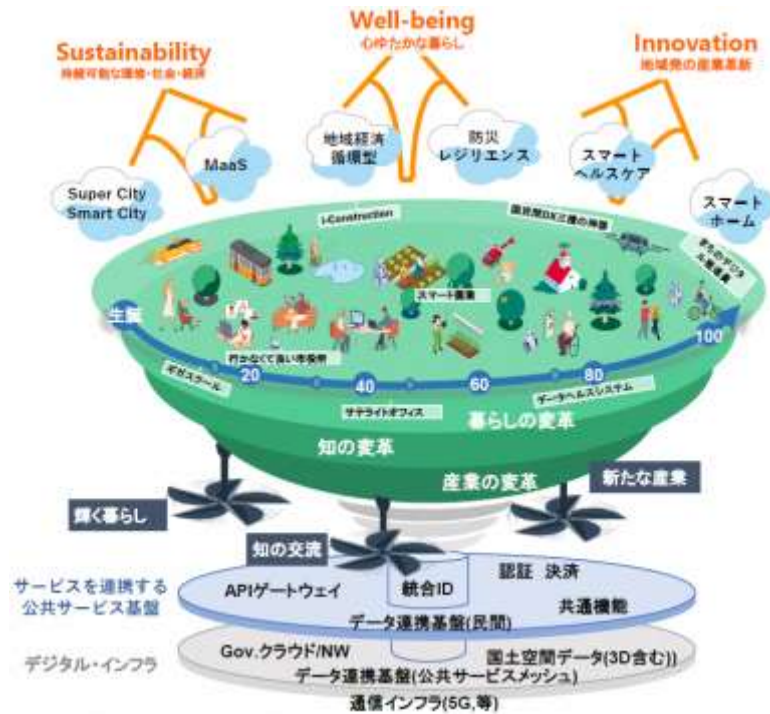 Well-being
心ゆたかな暮らし
Sustainability
持続可能な環境・社会・経済
Innovation
地域発の産業革新
MaaS
地域経済
循環型
防災
レジリエンス
スマート
ヘルスケア
Super City
Smart City
スマート
ホーム
i-Construction
スマート農業
生誕
行かなくて良い市役所
ギガスクール
20
40
60
80
100
サテライトオフィス
データヘルスシステム
暮らしの変革
知の変革
産業の変革
新たな産業
輝く暮らし
知の交流
サービスを連携する
公共サービス基盤
APIゲートウェイ
統合ID
認証 決済
共通機能
データ連携基盤(民間)
デジタル・インフラ
Gov.クラウド/NW
国土空間データ(3D含む))
データ連携基盤(公共サービスメッシュ)
通信インフラ(5G,等)